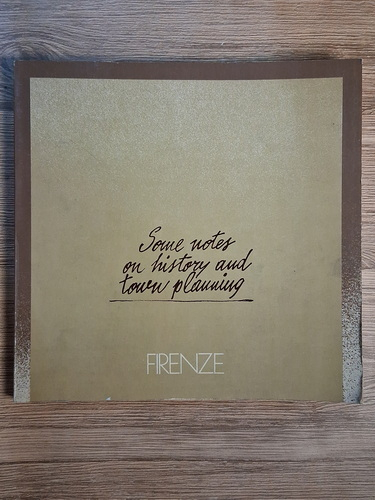 Some notes
on history and
town planning
FIRENZE